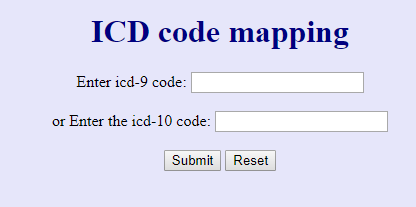 ICD code mapping
Enter icd-9 code:
or Enter the icd-10 code:
Submit Reset